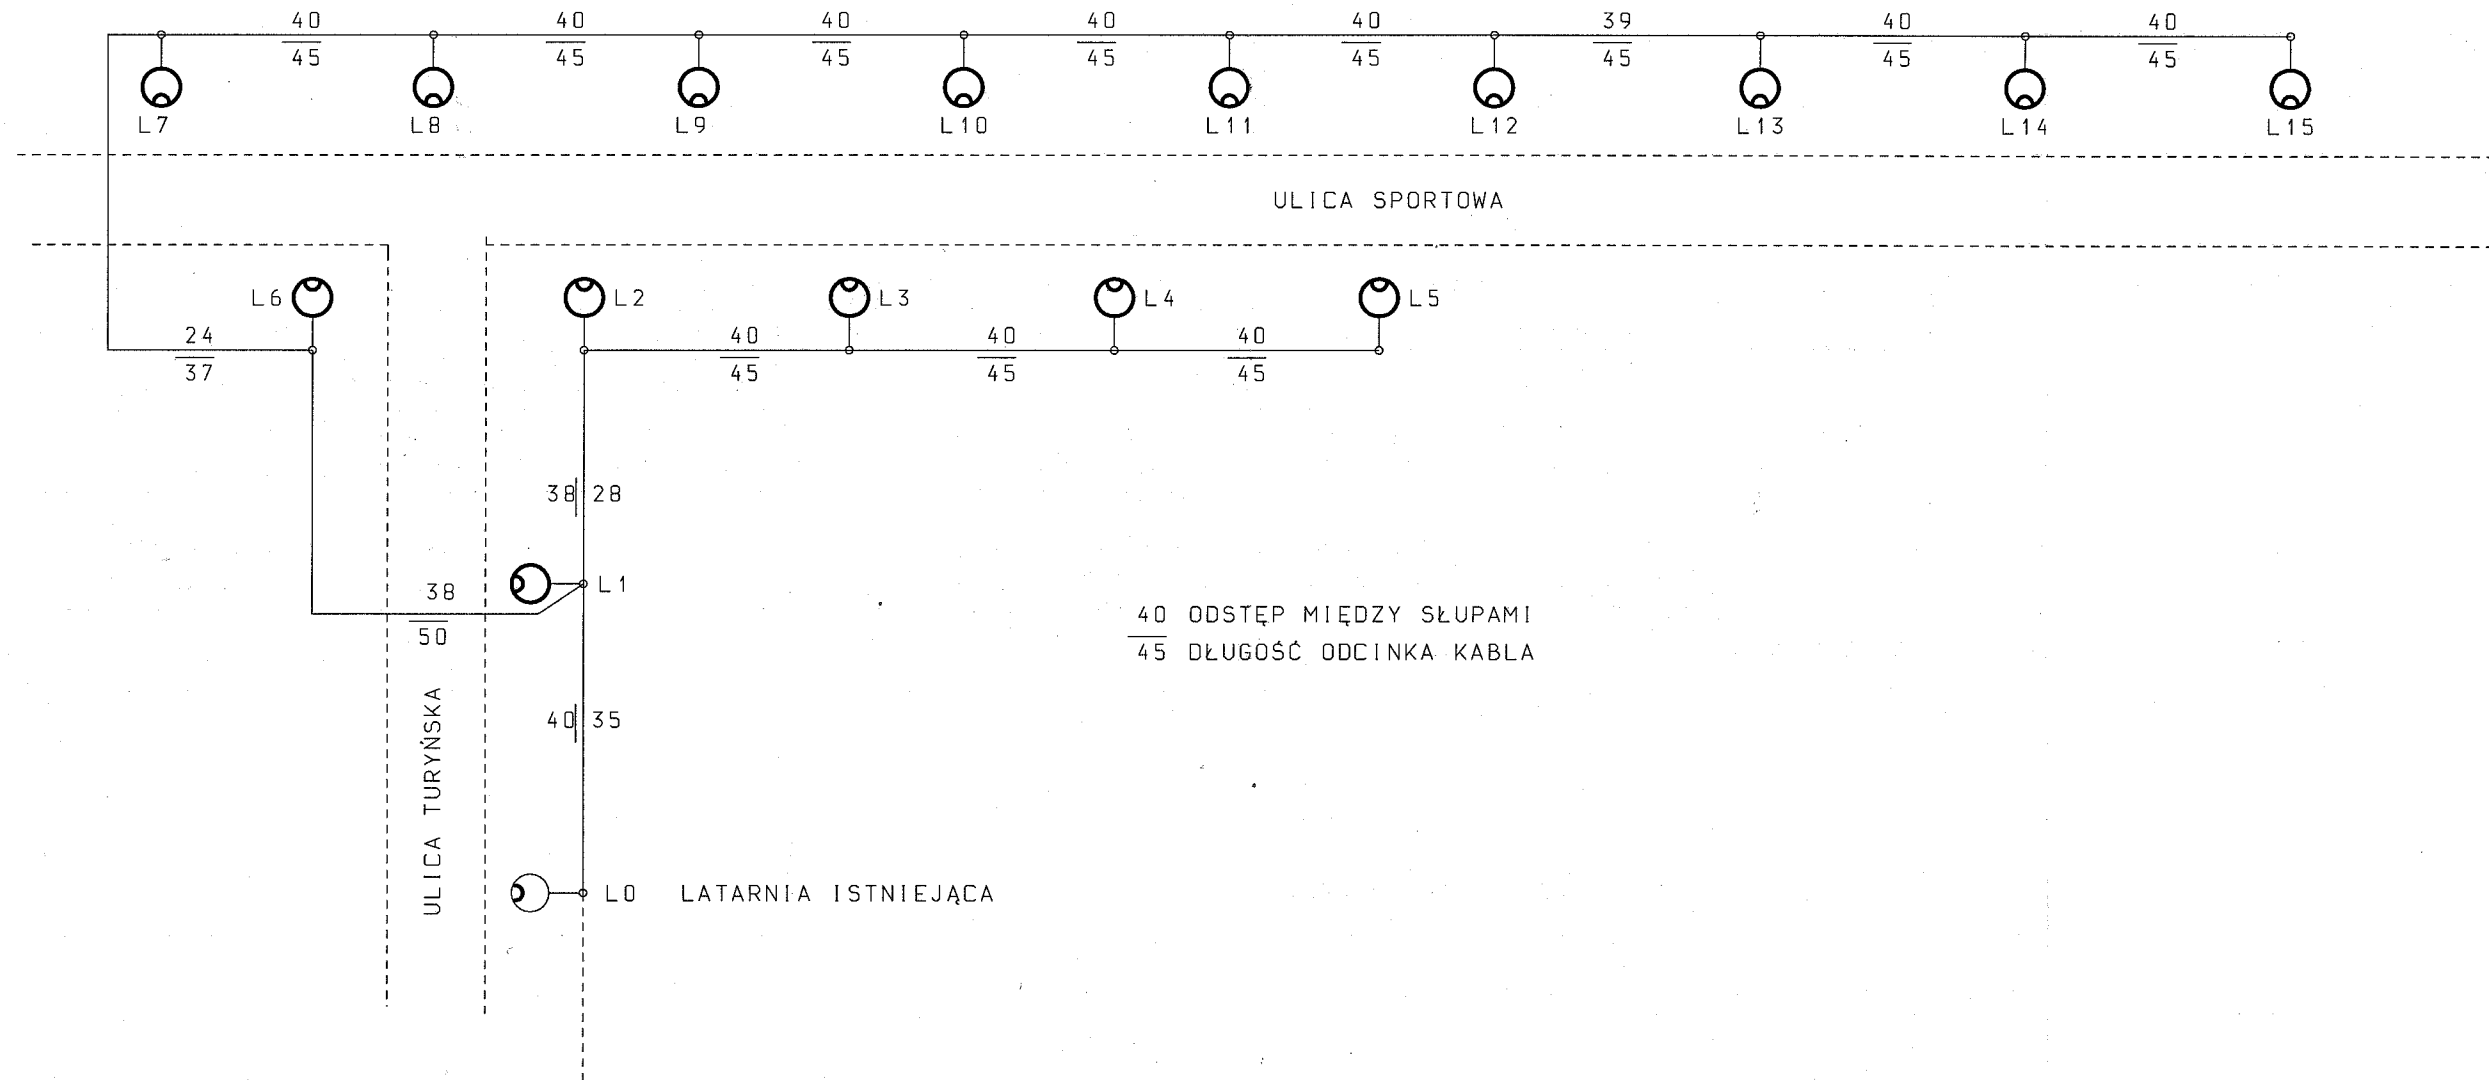 40 40 40 40 40 39 40 40
45 45 45 45 45 45 45 45
L7 L8 L9 L10 L11 L12 L13 L14 L15
ULICA SPORTOWA
L6 L2 L3 L4 L5
24 40 40 40
37 45 45 45
38 28
38 L1
50
40 ODSTĘP MIĘDZY SŁUPAMI
45 DŁUGOŚĆ ODCINKA KABLA
40 35
ULICA TURYŃSKA
L0 LATARNIA ISTNIEJĄCA